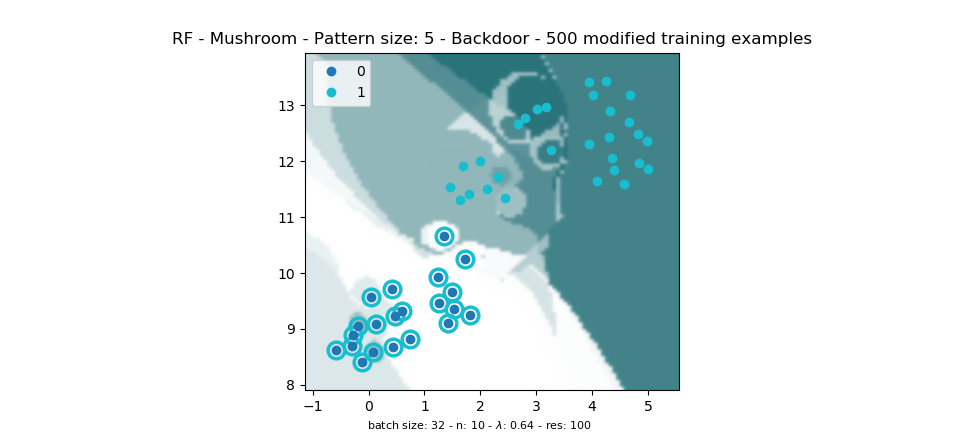 RF - Mushroom - Pattern size: 5 - Backdoor - 500 modified training examples
0
1
13
12
11
10
9
8
−1 0 1 2 3 4 5
batch size: 32 - n: 10 - λ: 0.64 - res: 100